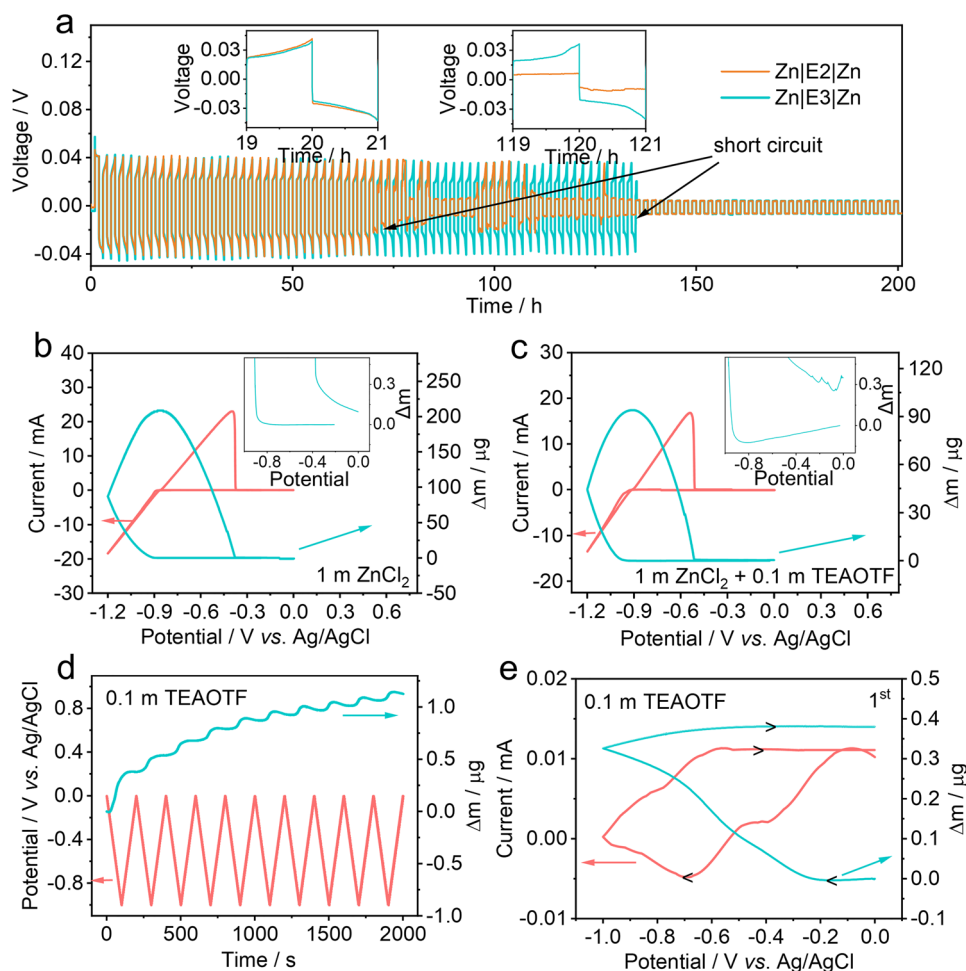 a
0.12
0.08
0.04
0.00
-0.04
Voltage / V
0.03
0.00
-0.03
Voltage
19 20 21
Time / h
0.03
0.00
-0.03
Voltage
119 120 121
Time / h
Zn|E2|Zn
Zn|E3|Zn
short circuit
0 50 100 150 200
Time / h
b
40
30
20
10
0
-10
-20
-30
Current / mA
250
200
150
100
50
0
-50
Δm / µg
0.3
0.0
Δm
-0.8 -0.4 0.0
Potential
1 m ZnCl₂
-1.2 -0.9 -0.6 -0.3 0.0 0.3 0.6
Potential / V vs. Ag/AgCl
c
30
20
10
0
-10
-20
Current / mA
120
90
60
30
0
Δm / µg
0.3
0.0
Δm
-0.8 -0.4 0.0
Potential
1 m ZnCl₂ + 0.1 m TEAOTF
-1.2 -0.9 -0.6 -0.3 0.0 0.3 0.6
Potential / V vs. Ag/AgCl
d
0.1 m TEAOTF
0.8
0.4
0.0
-0.4
-0.8
Potential / V vs. Ag/AgCl
1.0
0.5
0.0
-0.5
-1.0
Δm / µg
0 500 1000 1500 2000
Time / s
e
0.1 m TEAOTF
1st
0.02
0.01
0.00
-0.01
Current / mA
0.5
0.4
0.3
0.2
0.1
0.0
-0.1
Δm / µg
-1.0 -0.8 -0.6 -0.4 -0.2 0.0
Potential / V vs. Ag/AgCl